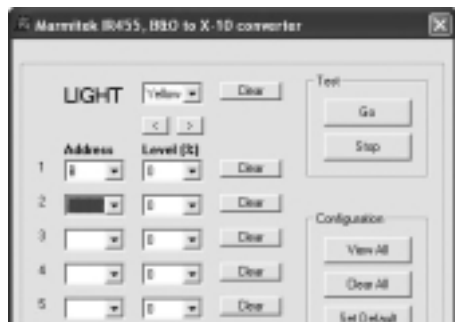 Marmitek IR455, B&O to X-10 converter
LIGHT Yellow Clear
< >
Address Level (%)
1 8 0 Clear
2 0 Clear
3 0 Clear
4 0 Clear
5 0 Clear
Test
Go
Stop
Configuration
View All
Clear All
Set Default